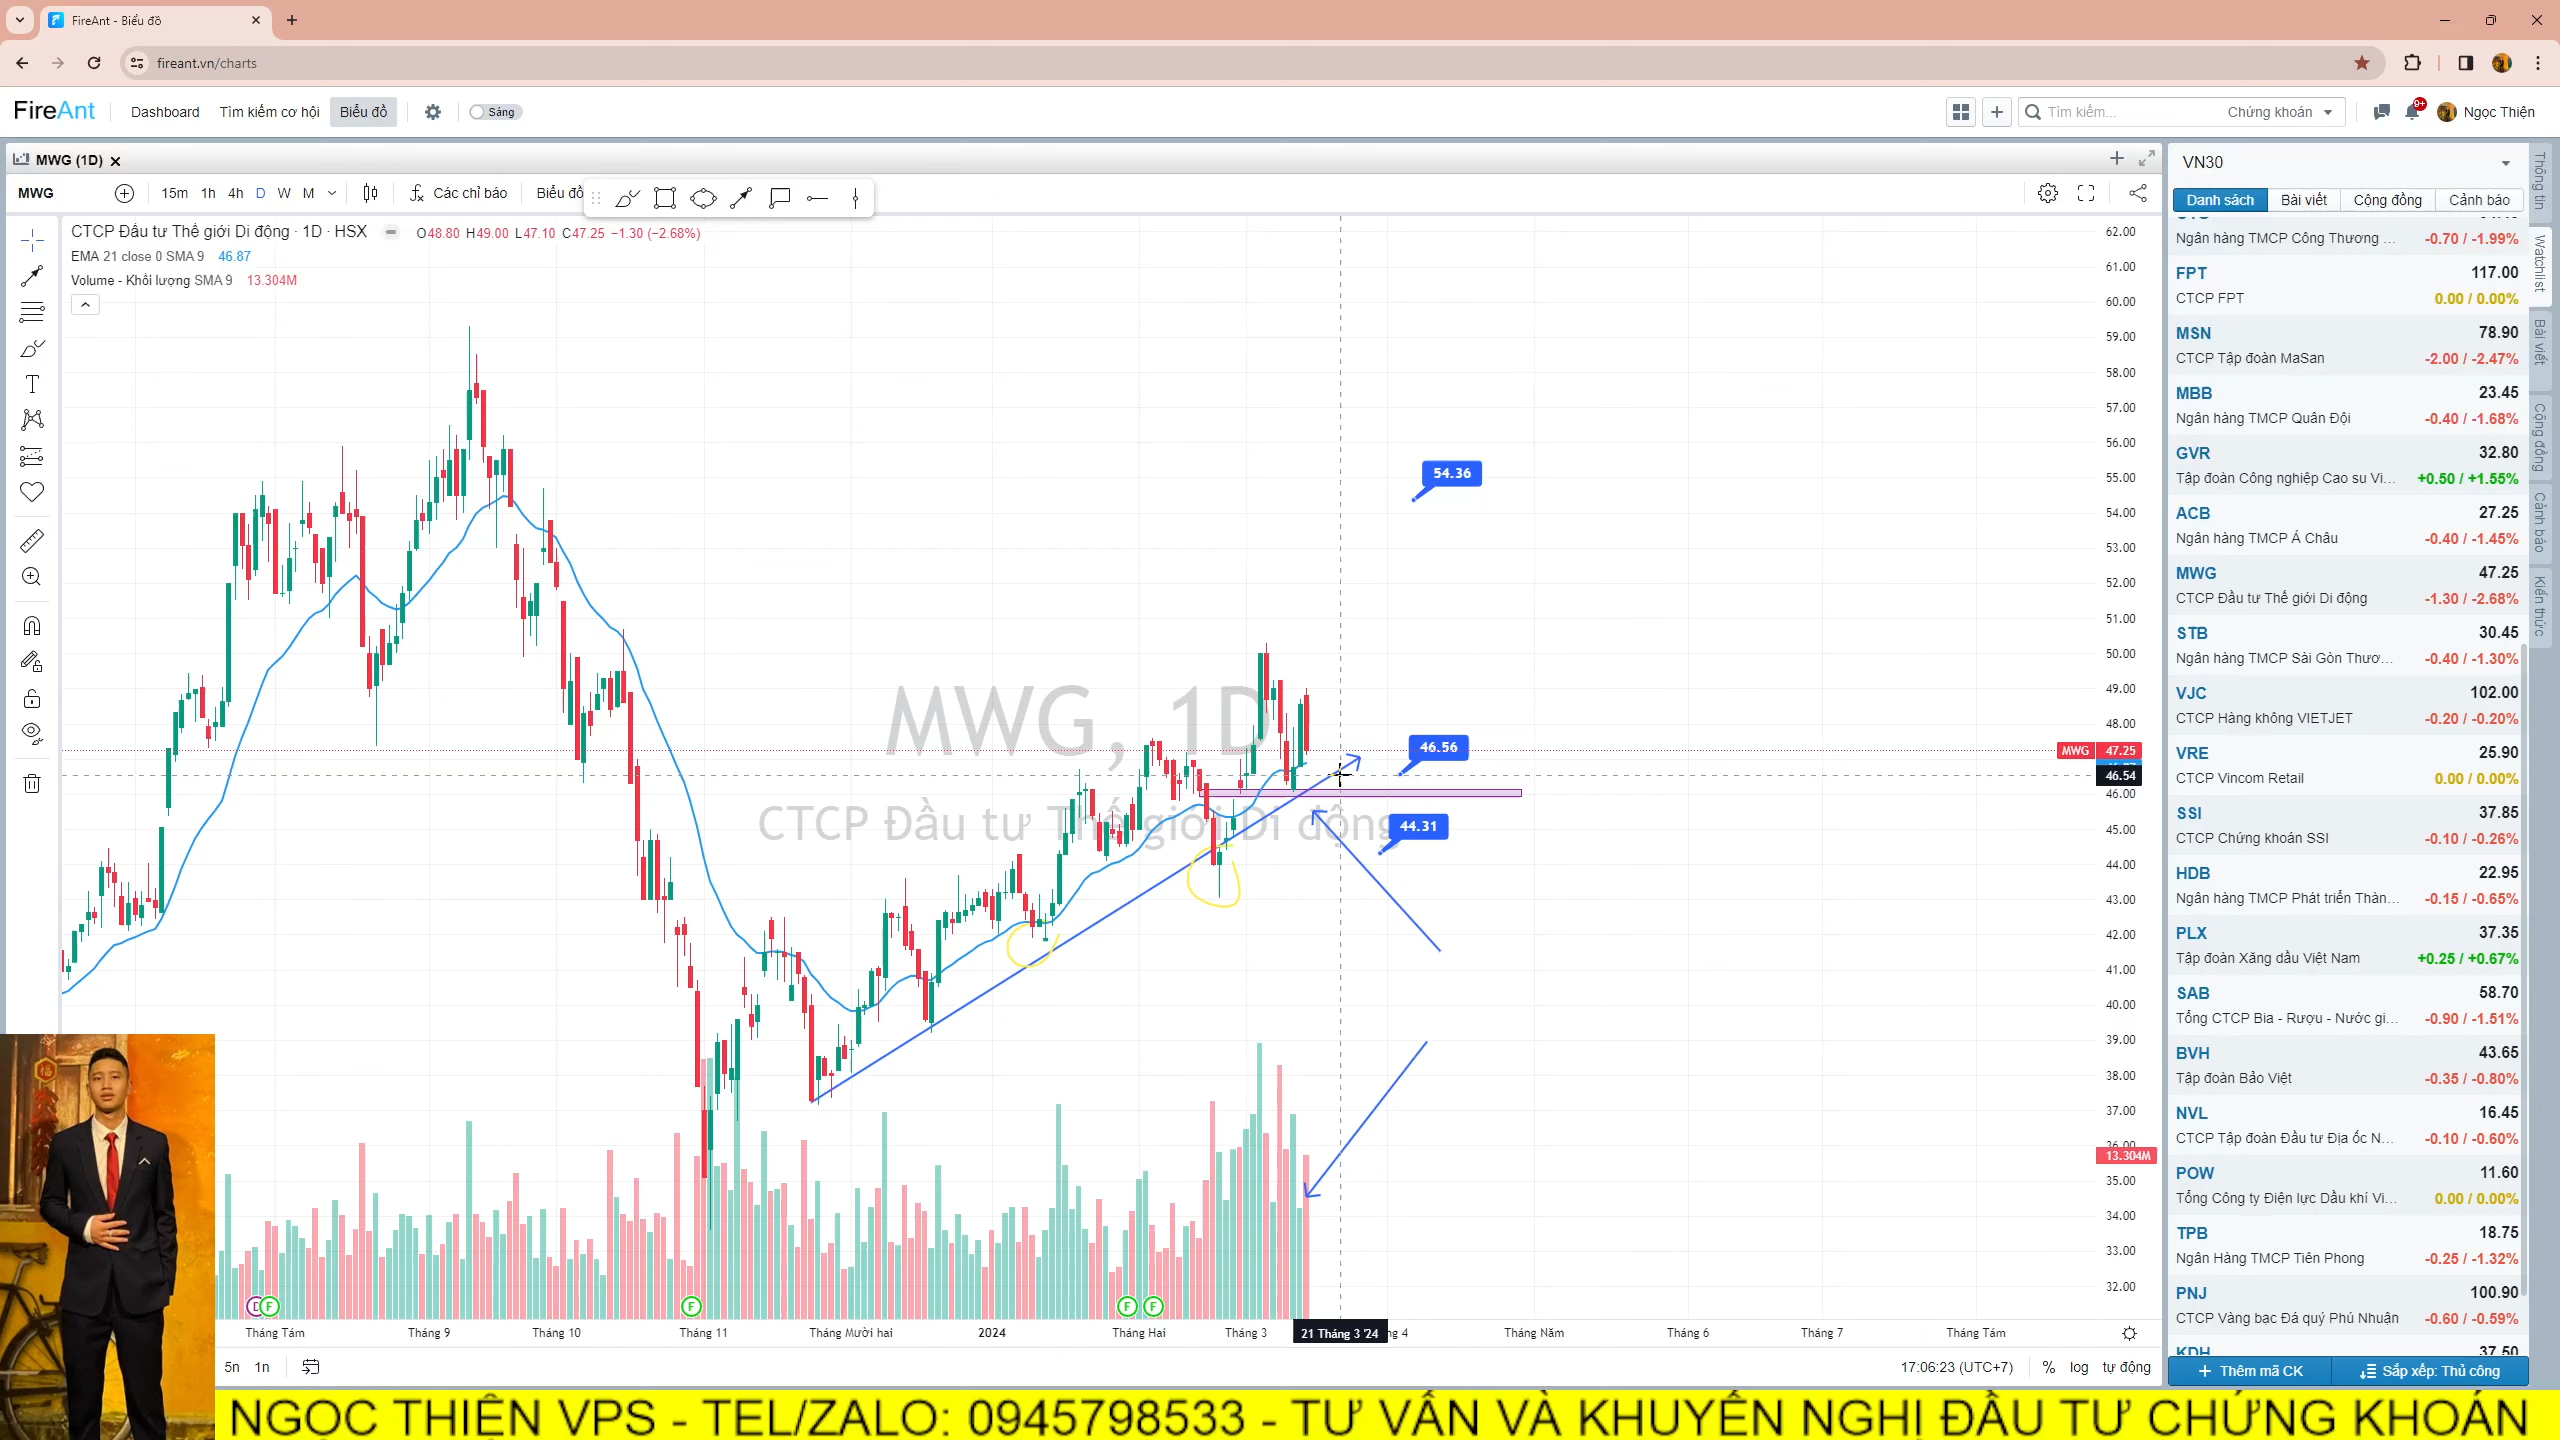 FireAnt - Biểu đồ
fireant.vn/charts
FireAnt
Dashboard
Tìm kiếm cơ hội
Biểu đồ
Sáng
Tìm kiếm...
Chứng khoán
9+
Ngọc Thiện
MWG (1D)
MWG
15m
1h
4h
D
W
M
Các chỉ báo
Biểu đồ
CTCP Đầu tư Thế giới Di động · 1D · HSX
O48.80 H49.00 L47.10 C47.25 −1.30 (−2.68%)
EMA 21 close 0 SMA 9 46.87
Volume - Khối lượng SMA 9 13.304M
MWG, 1D
CTCP Đầu tư Thế giới Di động
54.36
46.56
44.31
62.00
61.00
60.00
59.00
58.00
57.00
56.00
55.00
54.00
53.00
52.00
51.00
50.00
49.00
48.00
MWG 47.25
46.54
46.00
45.00
44.00
43.00
42.00
41.00
40.00
39.00
38.00
37.00
36.00
13.304M
35.00
34.00
33.00
32.00
D
F
F
F
F
Tháng Tám
Tháng 9
Tháng 10
Tháng 11
Tháng Mười hai
2024
Tháng Hai
Tháng 3
21 Tháng 3 '24
ng 4
Tháng Năm
Tháng 6
Tháng 7
Tháng Tám
5n
1n
17:06:23 (UTC+7)
%
log
tự động
VN30
Danh sách
Bài viết
Cộng đồng
Cảnh báo
Ngân hàng TMCP Công Thương ... -0.70 / -1.99%
FPT 117.00
CTCP FPT 0.00 / 0.00%
MSN 78.90
CTCP Tập đoàn MaSan -2.00 / -2.47%
MBB 23.45
Ngân hàng TMCP Quân Đội -0.40 / -1.68%
GVR 32.80
Tập đoàn Công nghiệp Cao su Vi... +0.50 / +1.55%
ACB 27.25
Ngân hàng TMCP Á Châu -0.40 / -1.45%
MWG 47.25
CTCP Đầu tư Thế giới Di động -1.30 / -2.68%
STB 30.45
Ngân hàng TMCP Sài Gòn Thươ... -0.40 / -1.30%
VJC 102.00
CTCP Hàng không VIETJET -0.20 / -0.20%
VRE 25.90
CTCP Vincom Retail 0.00 / 0.00%
SSI 37.85
CTCP Chứng khoán SSI -0.10 / -0.26%
HDB 22.95
Ngân hàng TMCP Phát triển Thàn... -0.15 / -0.65%
PLX 37.35
Tập đoàn Xăng dầu Việt Nam +0.25 / +0.67%
SAB 58.70
Tổng CTCP Bia - Rượu - Nước gi... -0.90 / -1.51%
BVH 43.65
Tập đoàn Bảo Việt -0.35 / -0.80%
NVL 16.45
CTCP Tập đoàn Đầu tư Địa ốc N... -0.10 / -0.60%
POW 11.60
Tổng Công ty Điện lực Dầu khí Vi... 0.00 / 0.00%
TPB 18.75
Ngân Hàng TMCP Tiên Phong -0.25 / -1.32%
PNJ 100.90
CTCP Vàng bạc Đá quý Phú Nhuận -0.60 / -0.59%
KDH 37.50
Thêm mã CK
Sắp xếp: Thủ công
Thông tin
Watchlist
Bài viết
Cộng đồng
Cảnh báo
Kiến thức
NGỌC THIỆN VPS - TEL/ZALO: 0945798533 - TƯ VẤN VÀ KHUYẾN NGHỊ ĐẦU TƯ CHỨNG KHOÁN